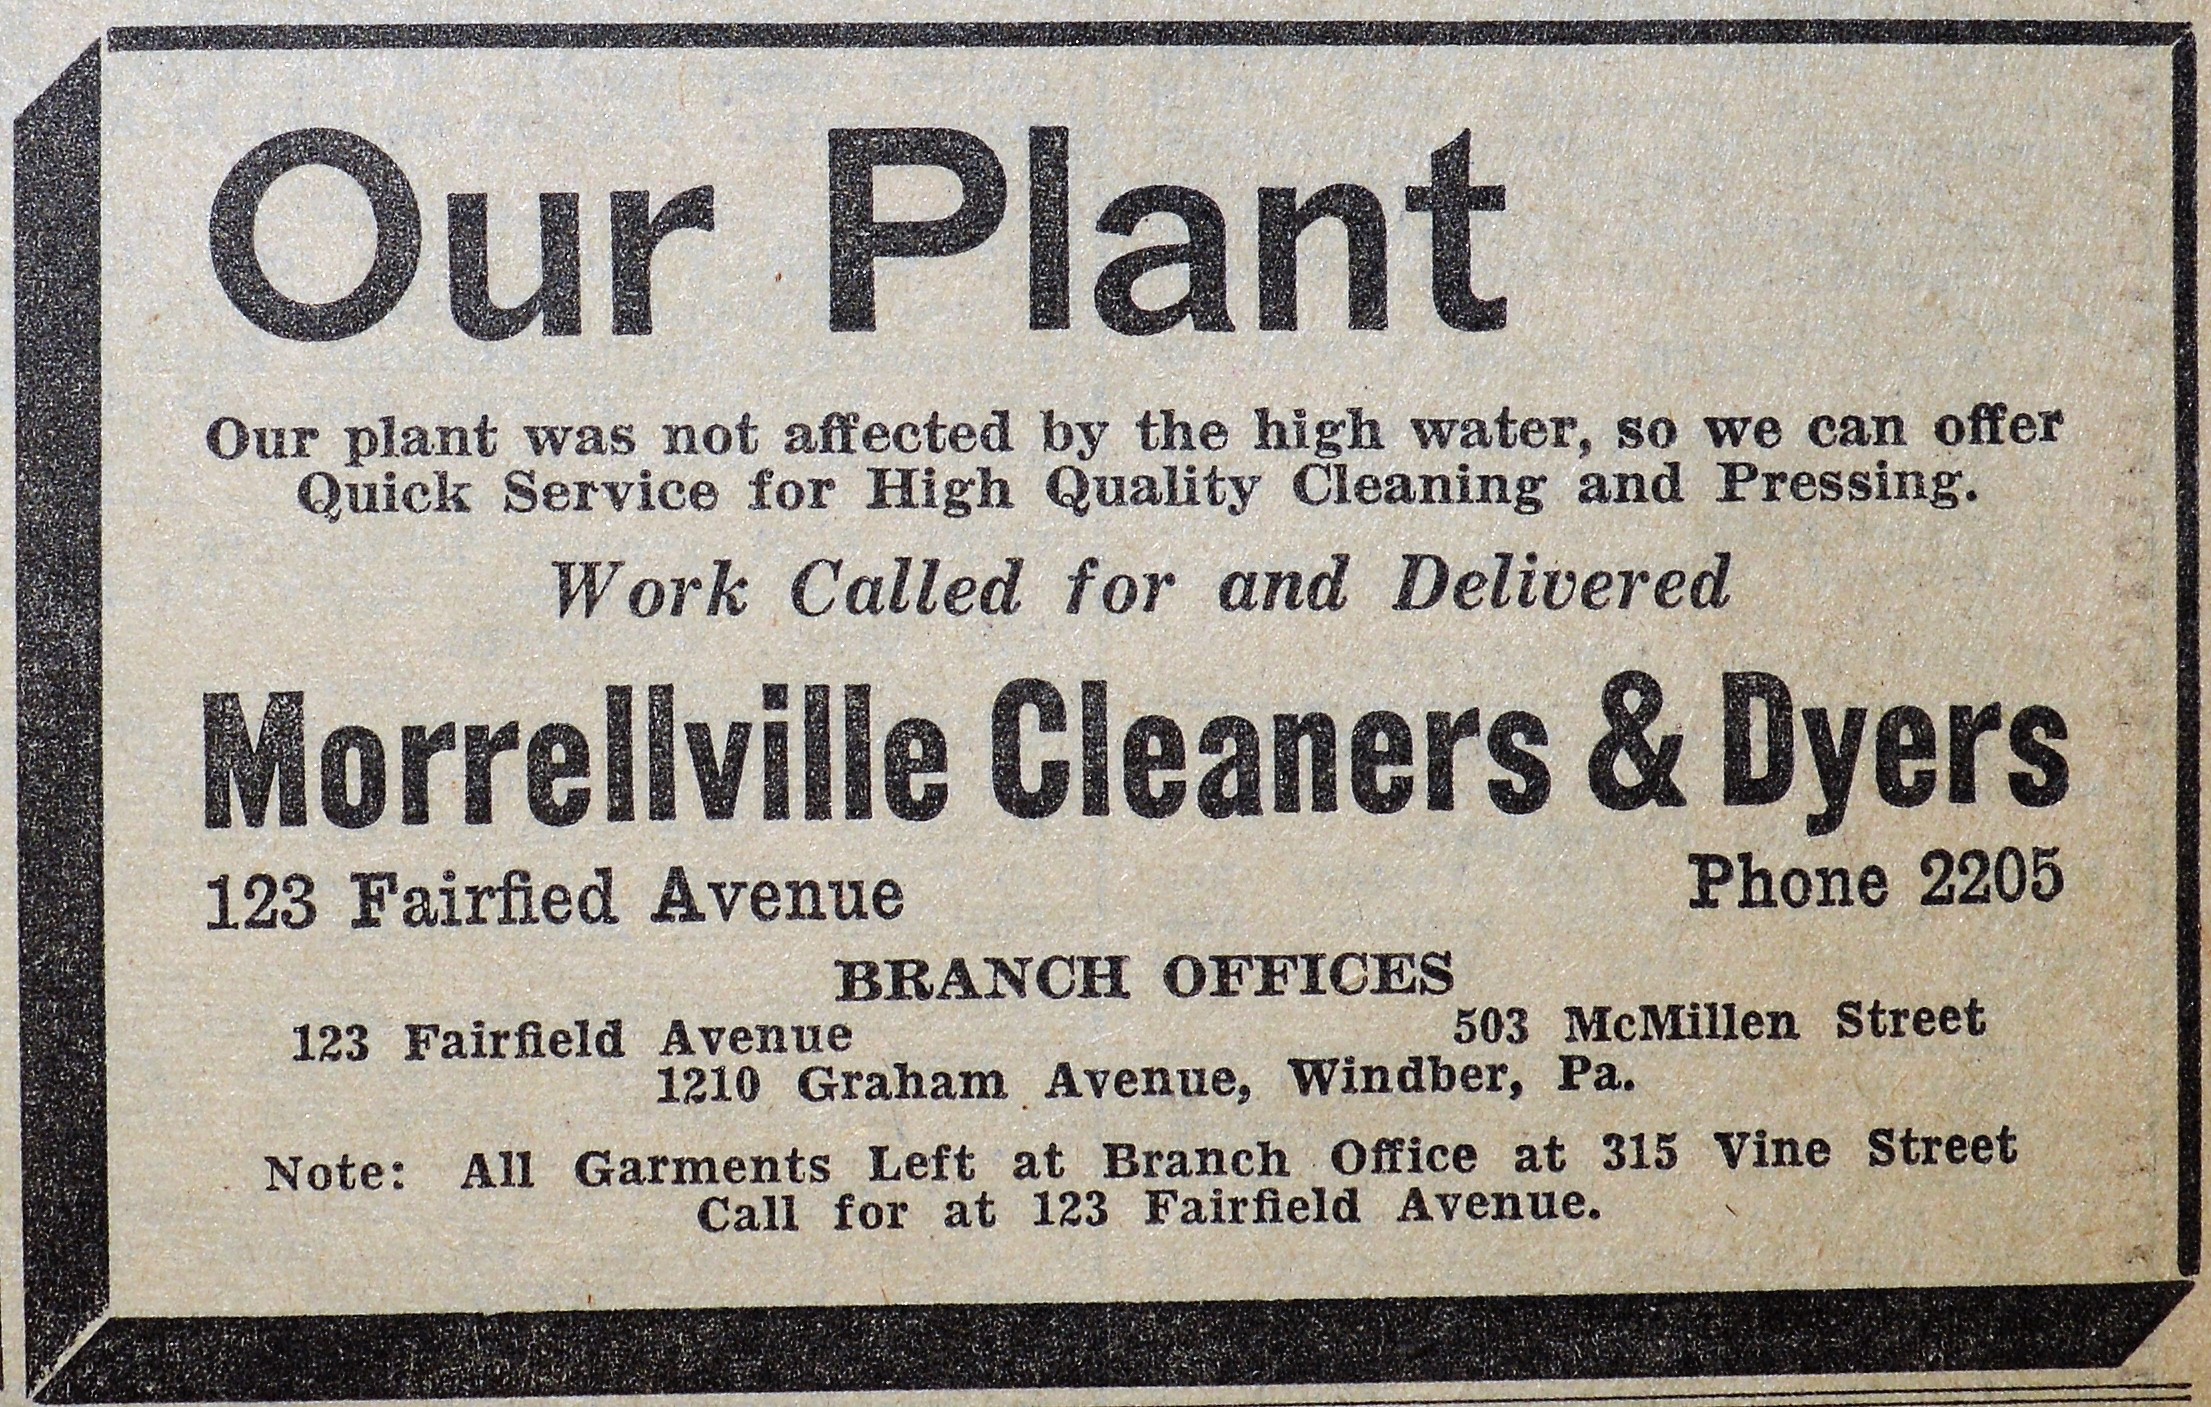 Our Plant
Our plant was not affected by the high water, so we can offer
Quick Service for High Quality Cleaning and Pressing.
Work Called for and Delivered
Morrellville Cleaners & Dyers
123 Fairfied Avenue Phone 2205
BRANCH OFFICES
123 Fairfield Avenue 503 McMillen Street
1210 Graham Avenue, Windber, Pa.
Note: All Garments Left at Branch Office at 315 Vine Street
Call for at 123 Fairfield Avenue.